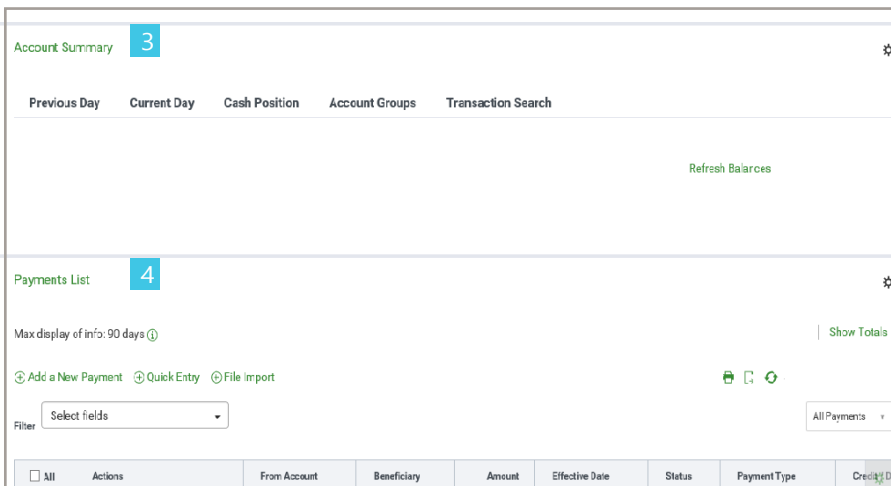 Account Summary 3
Previous Day Current Day Cash Position Account Groups Transaction Search
Refresh Balances
Payments List 4
Max display of info: 90 days
Show Totals
Add a New Payment Quick Entry File Import
Filter Select fields All Payments
All Actions From Account Beneficiary Amount Effective Date Status Payment Type